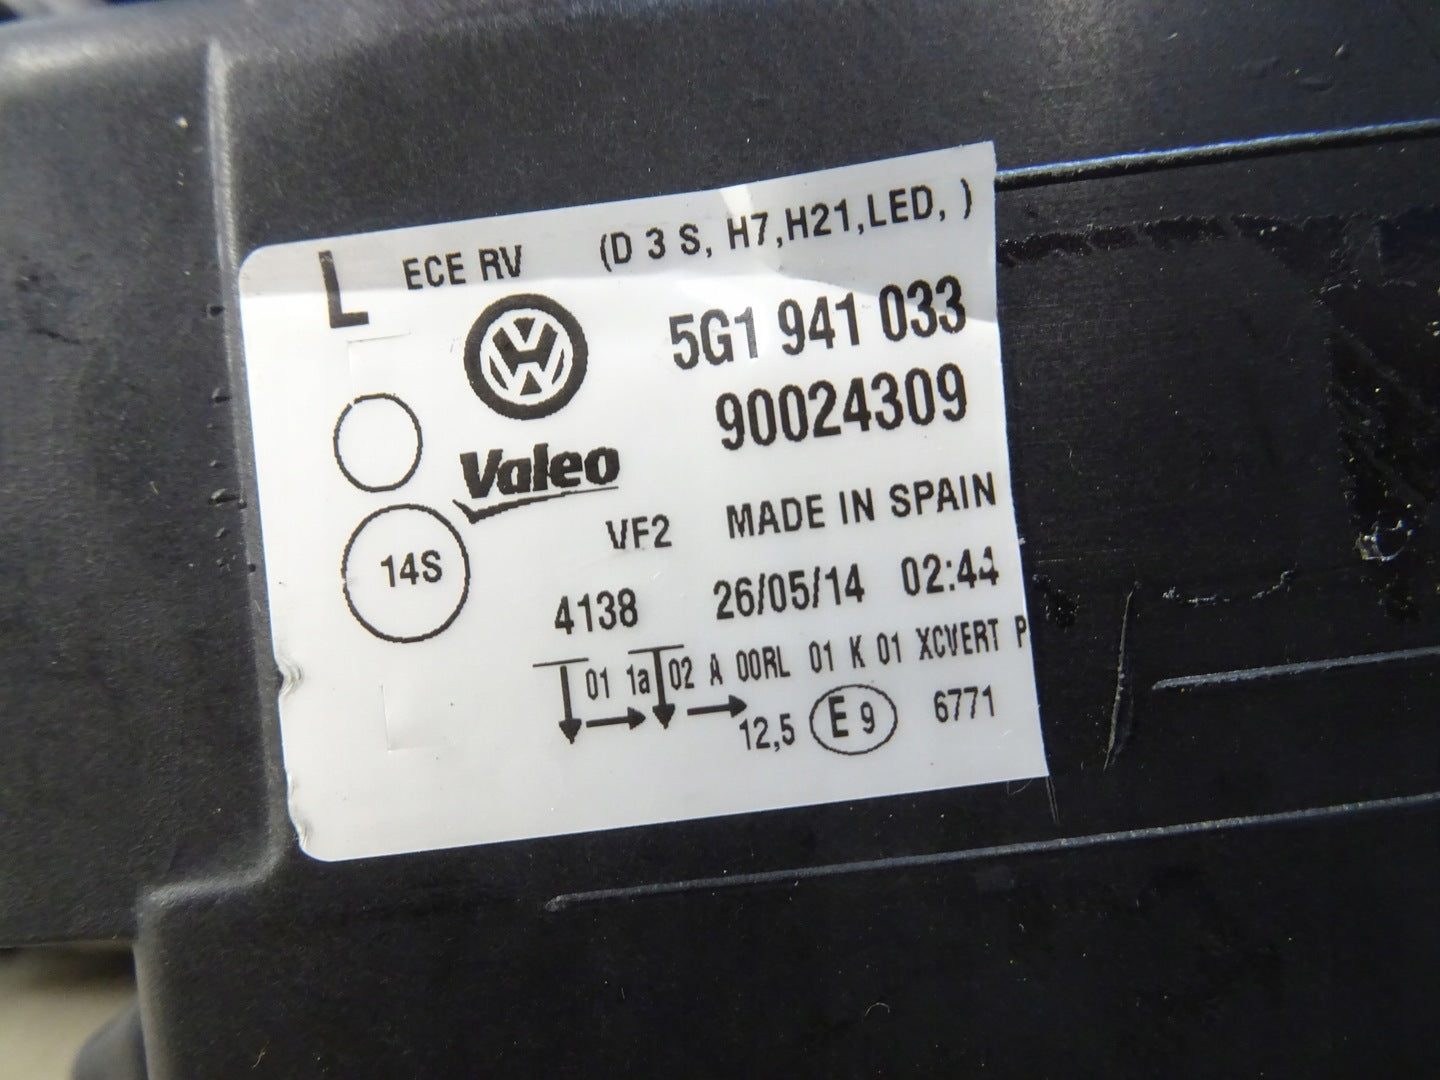 L ECE RV (D 3 S, H7,H21,LED, )
5G1 941 033
90024309
Valeo
VF2 MADE IN SPAIN
14S
4138 26/05/14 02:44
01 1a 02 A 00RL 01 K 01 XCVERT P
12,5 E 9 6771